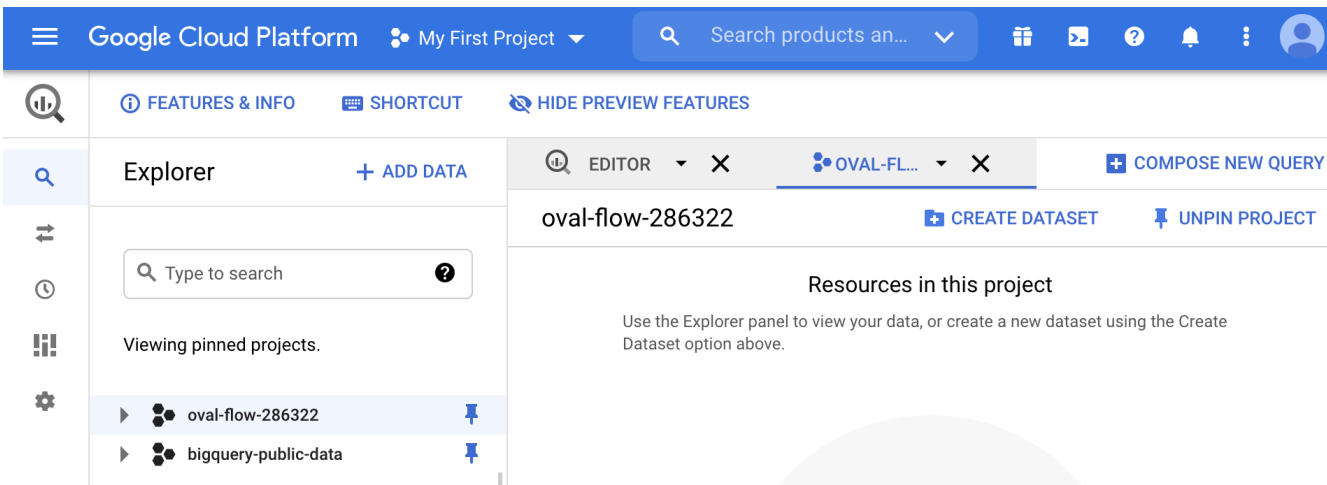 Google Cloud Platform My First Project Search products an...
FEATURES & INFO SHORTCUT HIDE PREVIEW FEATURES
Explorer + ADD DATA
EDITOR OVAL-FL... COMPOSE NEW QUERY
oval-flow-286322 CREATE DATASET UNPIN PROJECT
Type to search
Viewing pinned projects.
oval-flow-286322
bigquery-public-data
Resources in this project
Use the Explorer panel to view your data, or create a new dataset using the Create
Dataset option above.